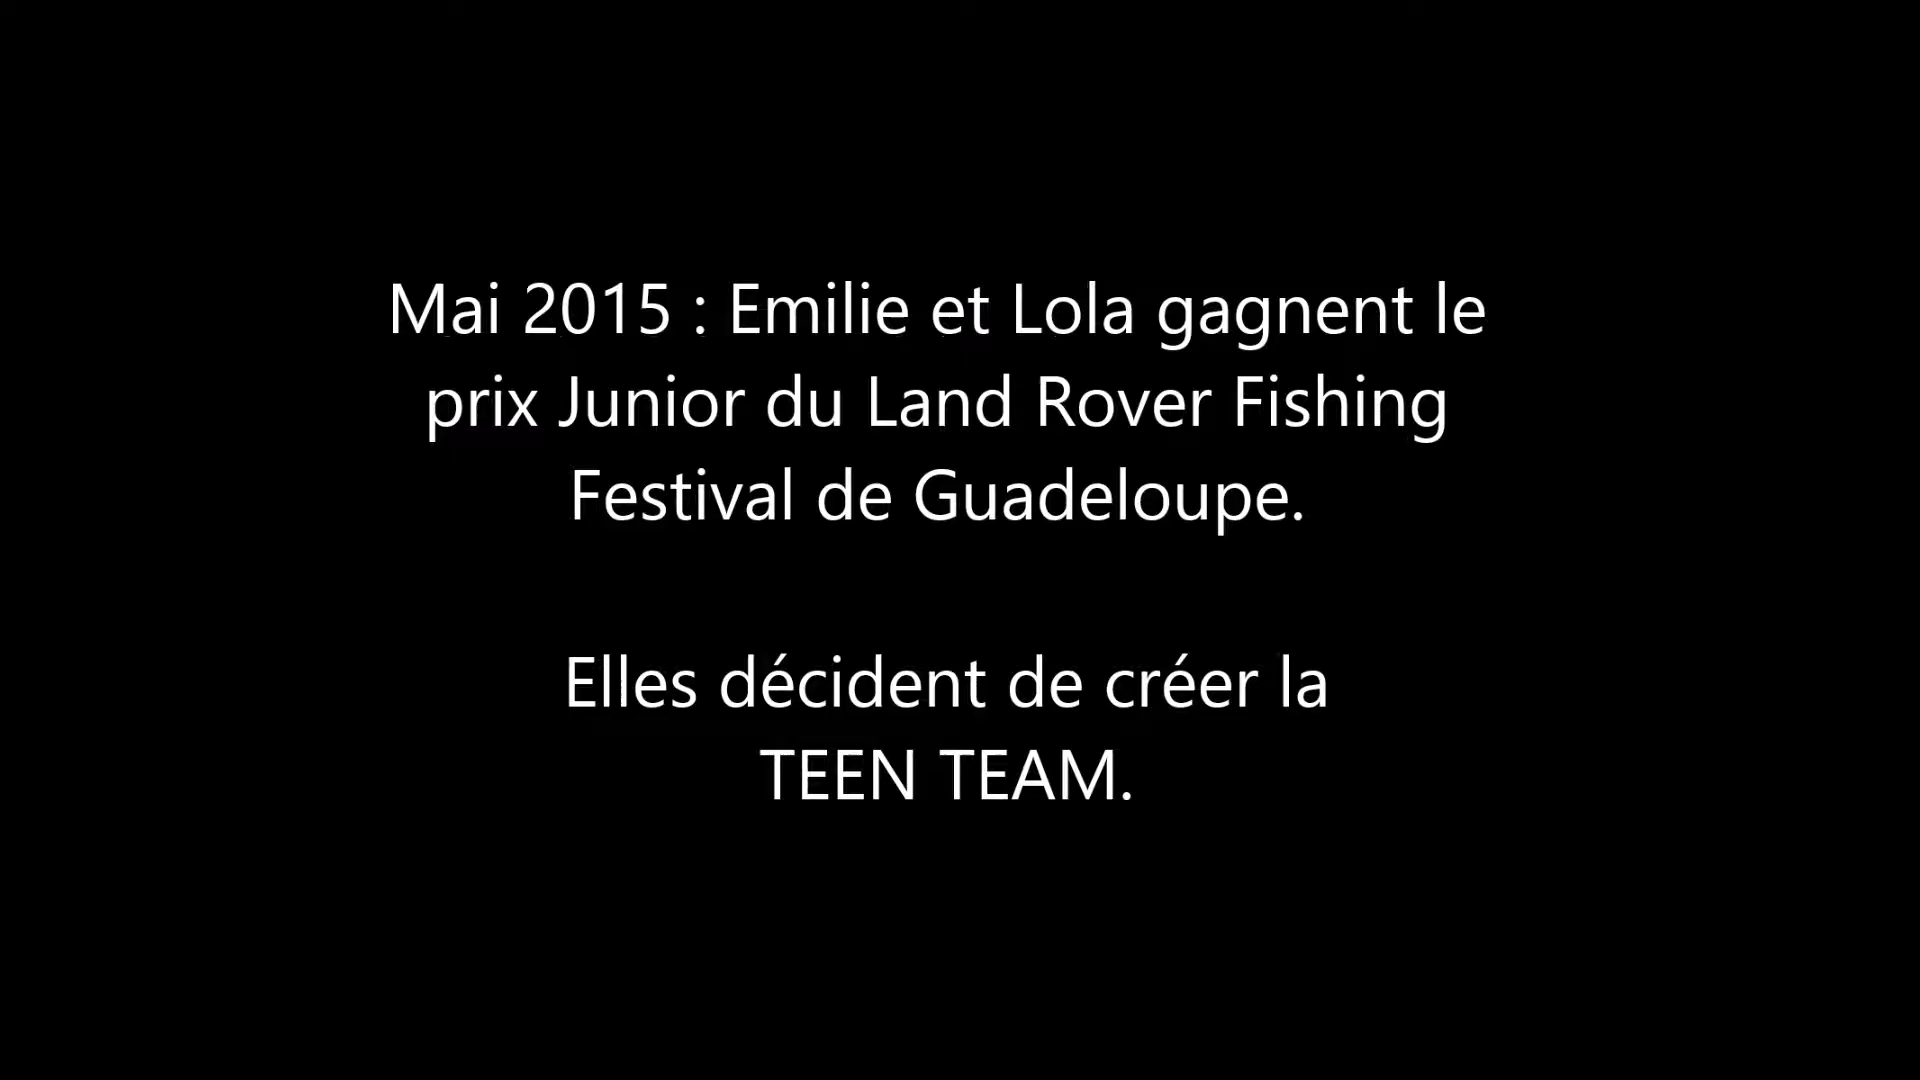 Mai 2015 : Emilie et Lola gagnent le
prix Junior du Land Rover Fishing
Festival de Guadeloupe.
Elles décident de créer la
TEEN TEAM.